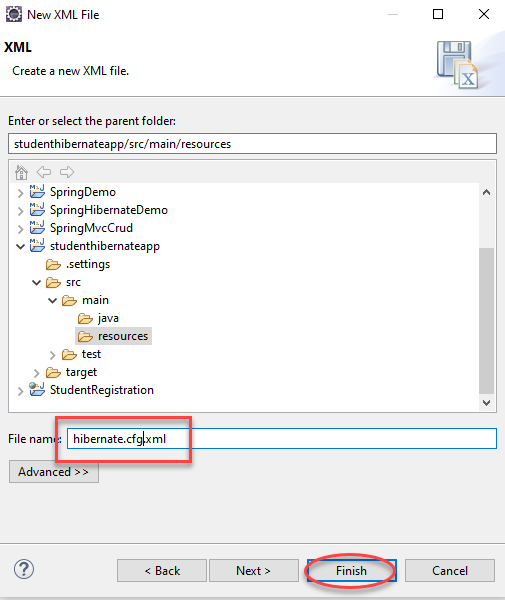 New XML File
XML
Create a new XML file.
Enter or select the parent folder:
studenthibernateapp/src/main/resources
SpringDemo
SpringHibernateDemo
SpringMvcCrud
studenthibernateapp
.settings
src
main
java
resources
test
target
StudentRegistration
File name: hibernate.cfg.xml
Advanced >>
? < Back Next > Finish Cancel